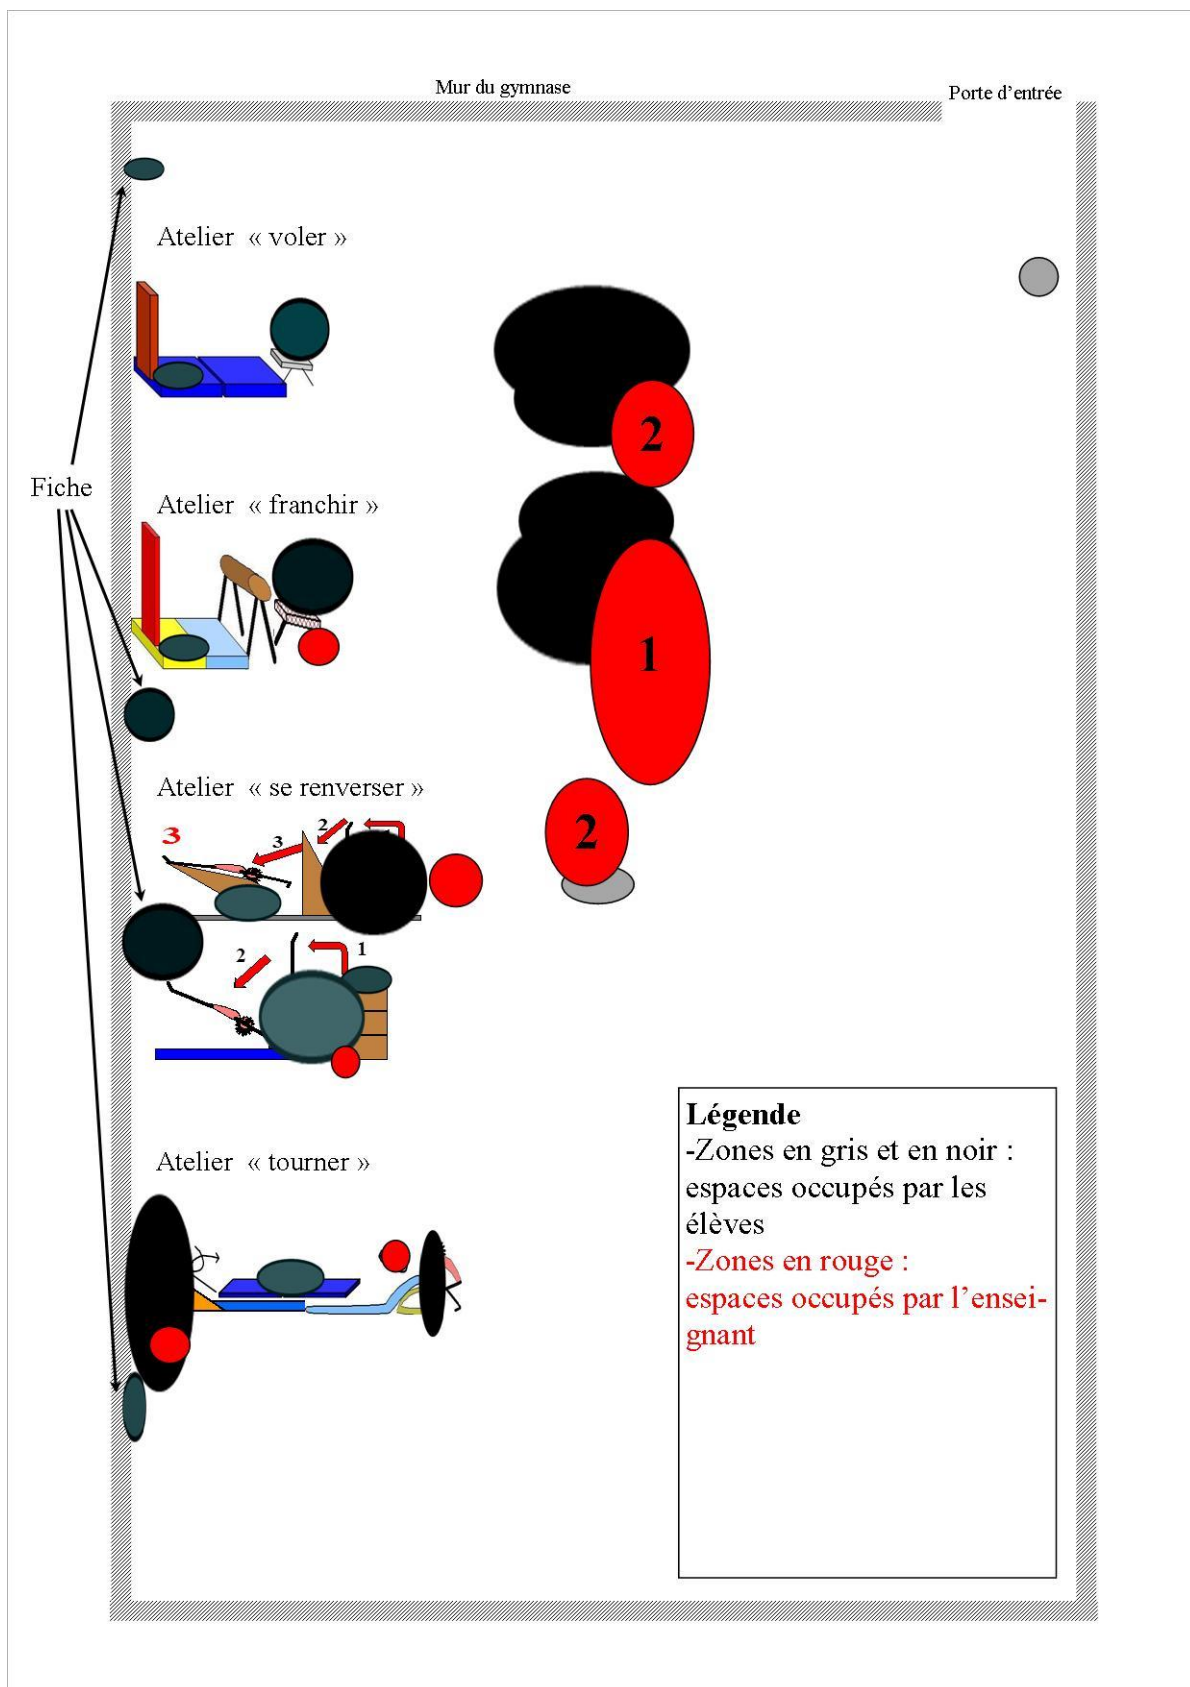 Mur du gymnase
Porte d’entrée
Atelier « voler »
2
Fiche
Atelier « franchir »
1
Atelier « se renverser »
2
3
2
3
2
1
Atelier « tourner »
Légende
-Zones en gris et en noir :
espaces occupés par les
élèves
-Zones en rouge :
espaces occupés par l’ensei-
gnant